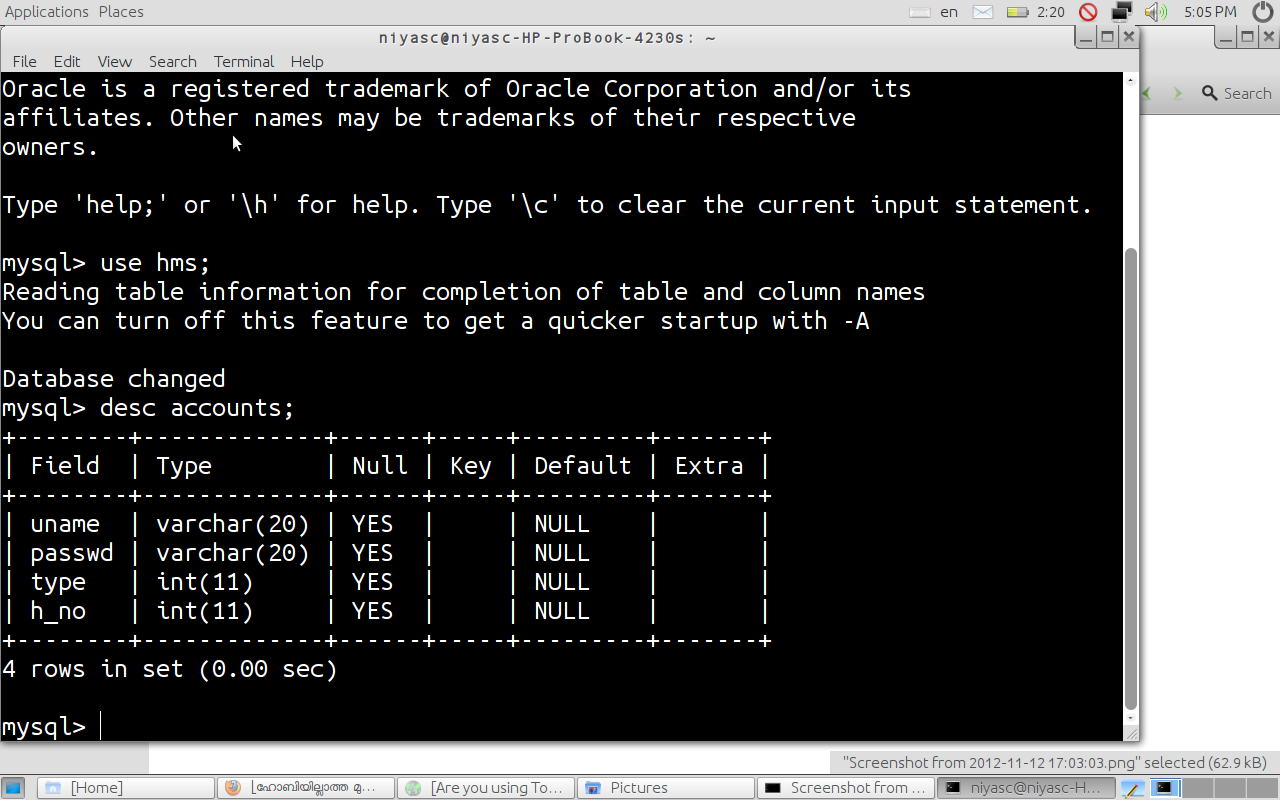 Applications Places en 2:20 5:05 PM
niyasc@niyasc-HP-ProBook-4230s: ~
File Edit View Search Terminal Help
Search
Oracle is a registered trademark of Oracle Corporation and/or its
affiliates. Other names may be trademarks of their respective
owners.
Type 'help;' or '\h' for help. Type '\c' to clear the current input statement.
mysql> use hms;
Reading table information for completion of table and column names
You can turn off this feature to get a quicker startup with -A
Database changed
mysql> desc accounts;
+--------+-------------+------+-----+---------+-------+
| Field  | Type        | Null | Key | Default | Extra |
+--------+-------------+------+-----+---------+-------+
| uname  | varchar(20) | YES  |     | NULL    |       |
| passwd | varchar(20) | YES  |     | NULL    |       |
| type   | int(11)     | YES  |     | NULL    |       |
| h_no   | int(11)     | YES  |     | NULL    |       |
+--------+-------------+------+-----+---------+-------+
4 rows in set (0.00 sec)
mysql>
"Screenshot from 2012-11-12 17:03:03.png" selected (62.9 kB)
[Home] [ഹോബിയില്ലാത്ത മു... [Are you using To... Pictures Screenshot from ... niyasc@niyasc-H...